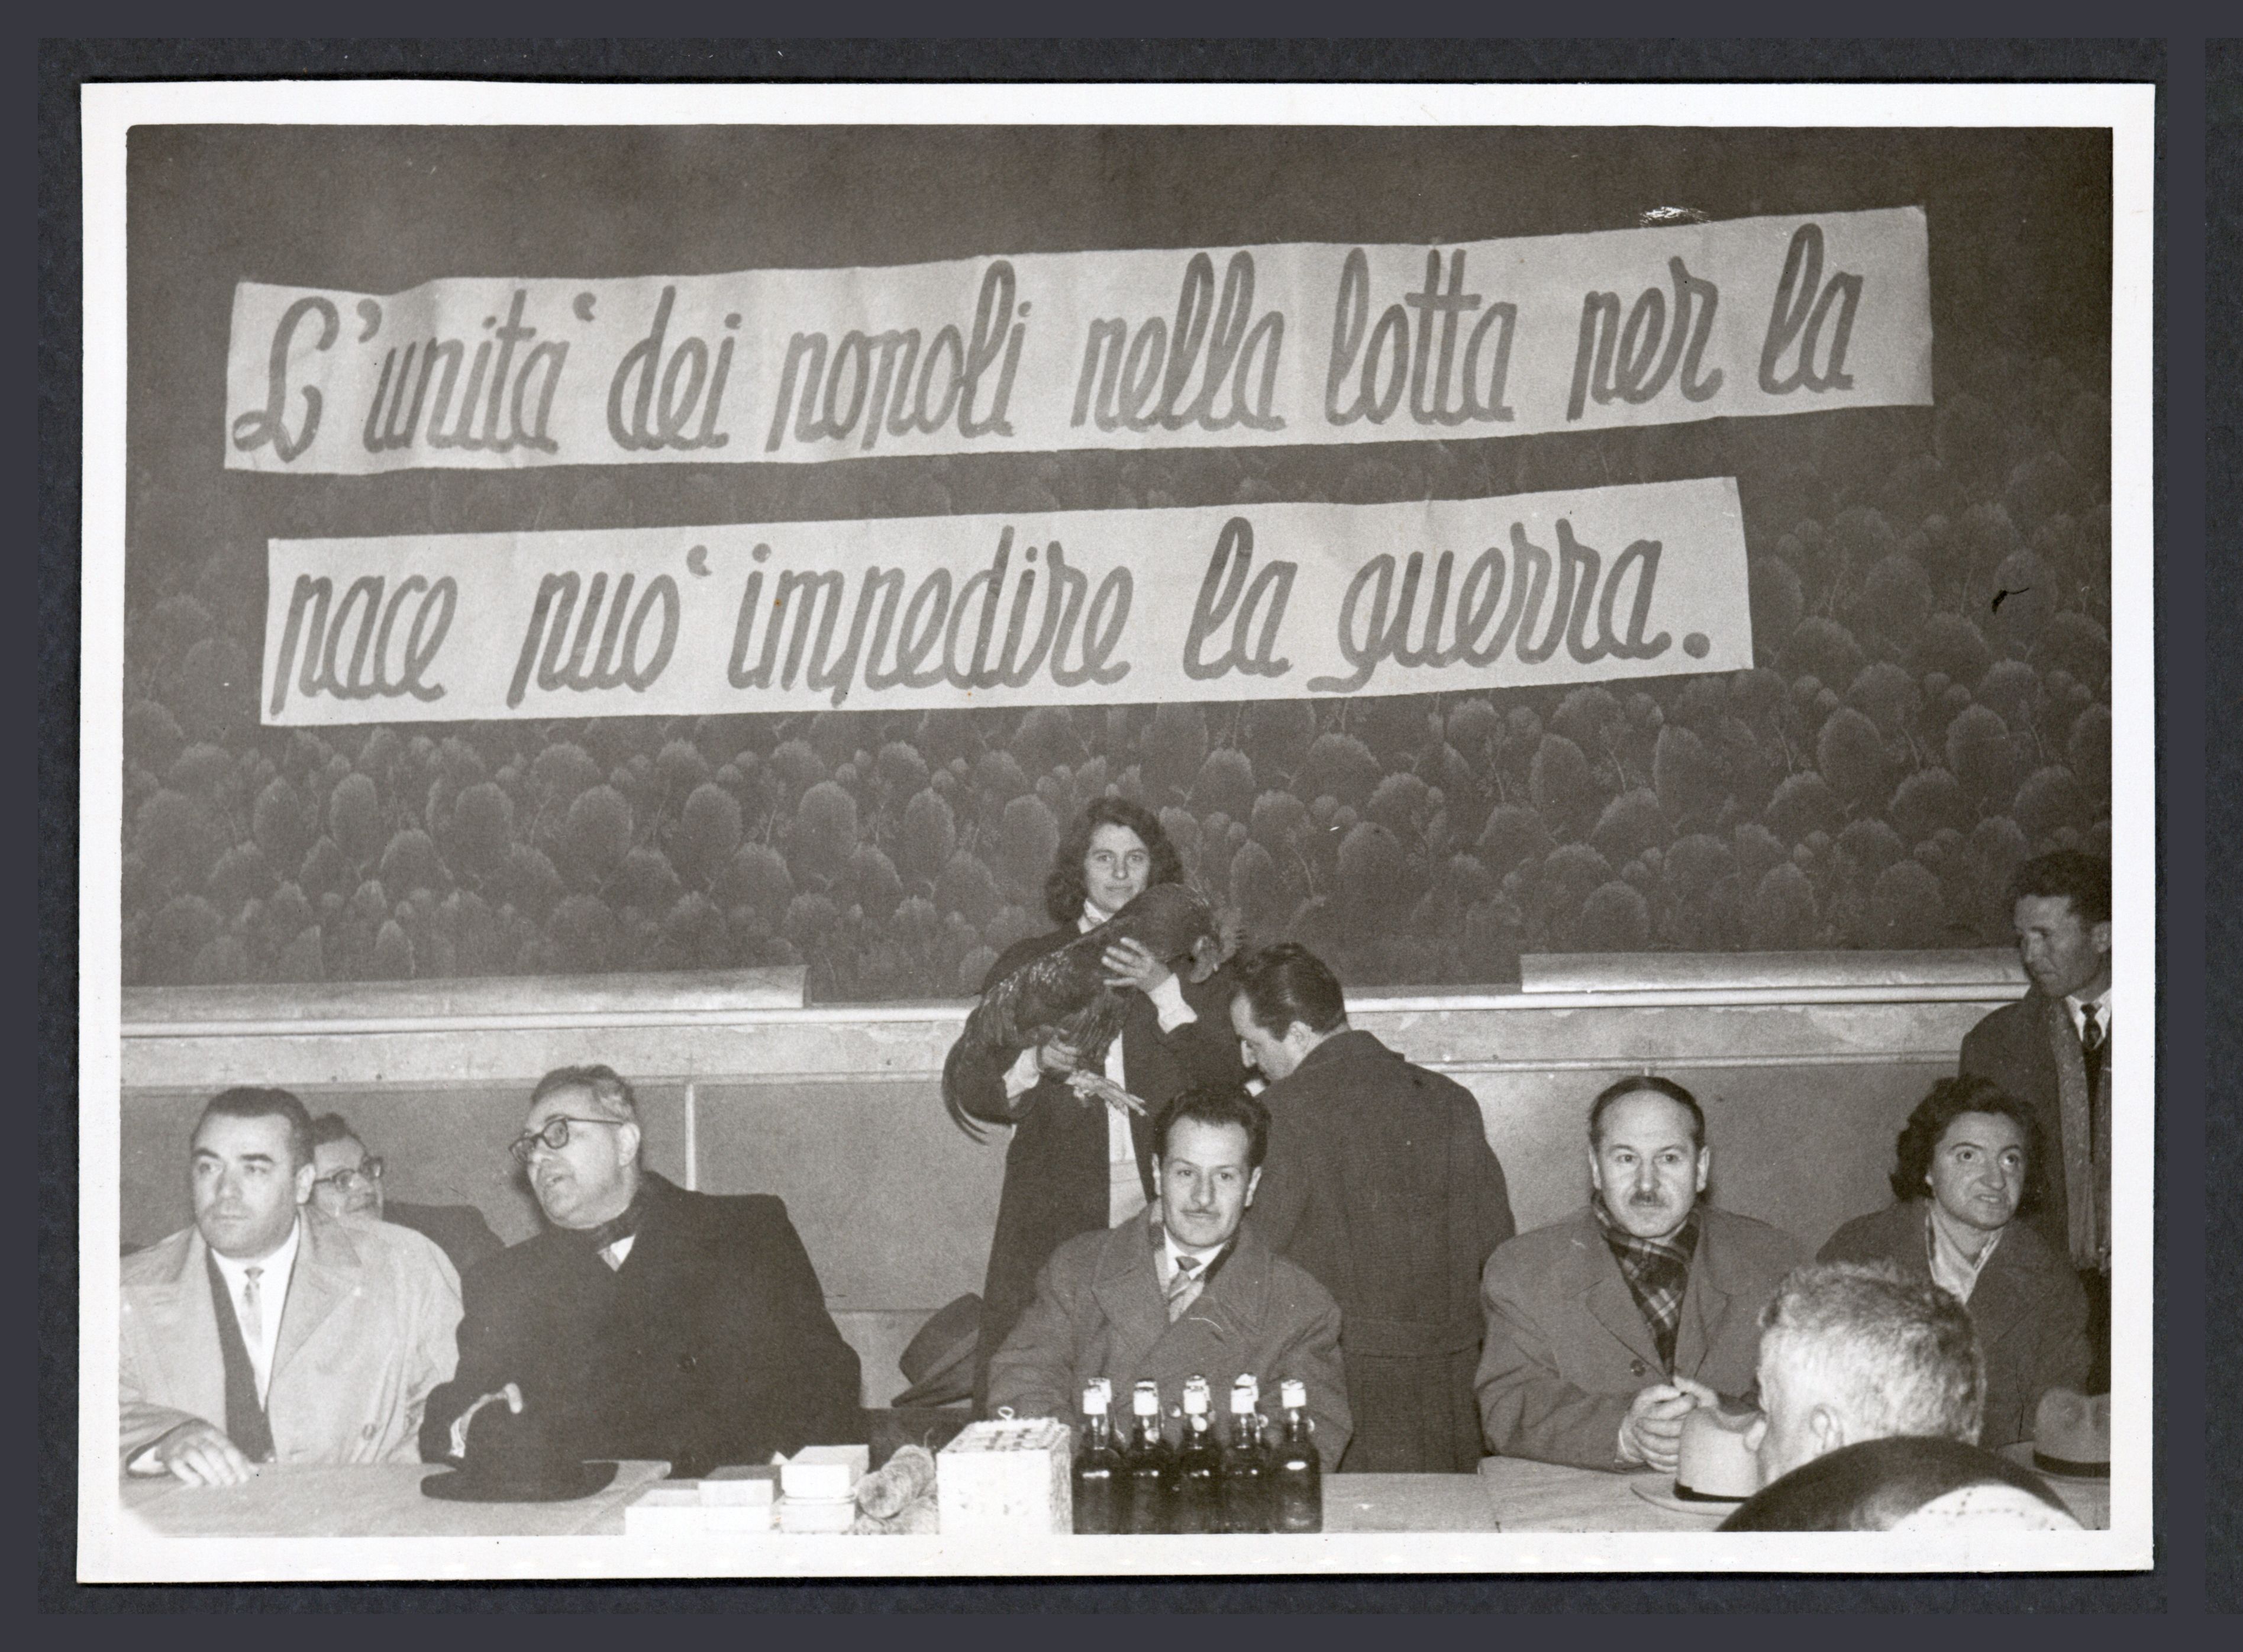 L'unita' dei popoli nella lotta per la
pace puo' impedire la guerra.